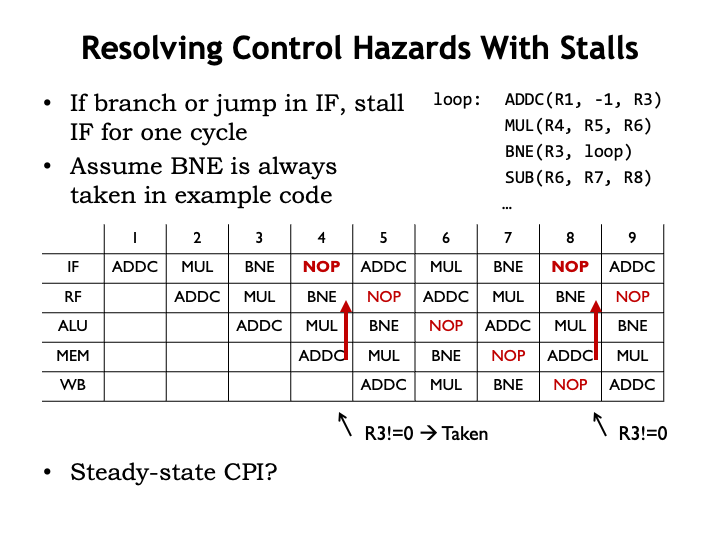 Resolving Control Hazards With Stalls
• If branch or jump in IF, stall
IF for one cycle
• Assume BNE is always
taken in example code
loop: ADDC(R1, -1, R3)
MUL(R4, R5, R6)
BNE(R3, loop)
SUB(R6, R7, R8)
…
1 2 3 4 5 6 7 8 9
IF ADDC MUL BNE NOP ADDC MUL BNE NOP ADDC
RF ADDC MUL BNE NOP ADDC MUL BNE NOP
ALU ADDC MUL BNE NOP ADDC MUL BNE
MEM ADDC MUL BNE NOP ADDC MUL
WB ADDC MUL BNE NOP ADDC
R3!=0 → Taken R3!=0
• Steady-state CPI?